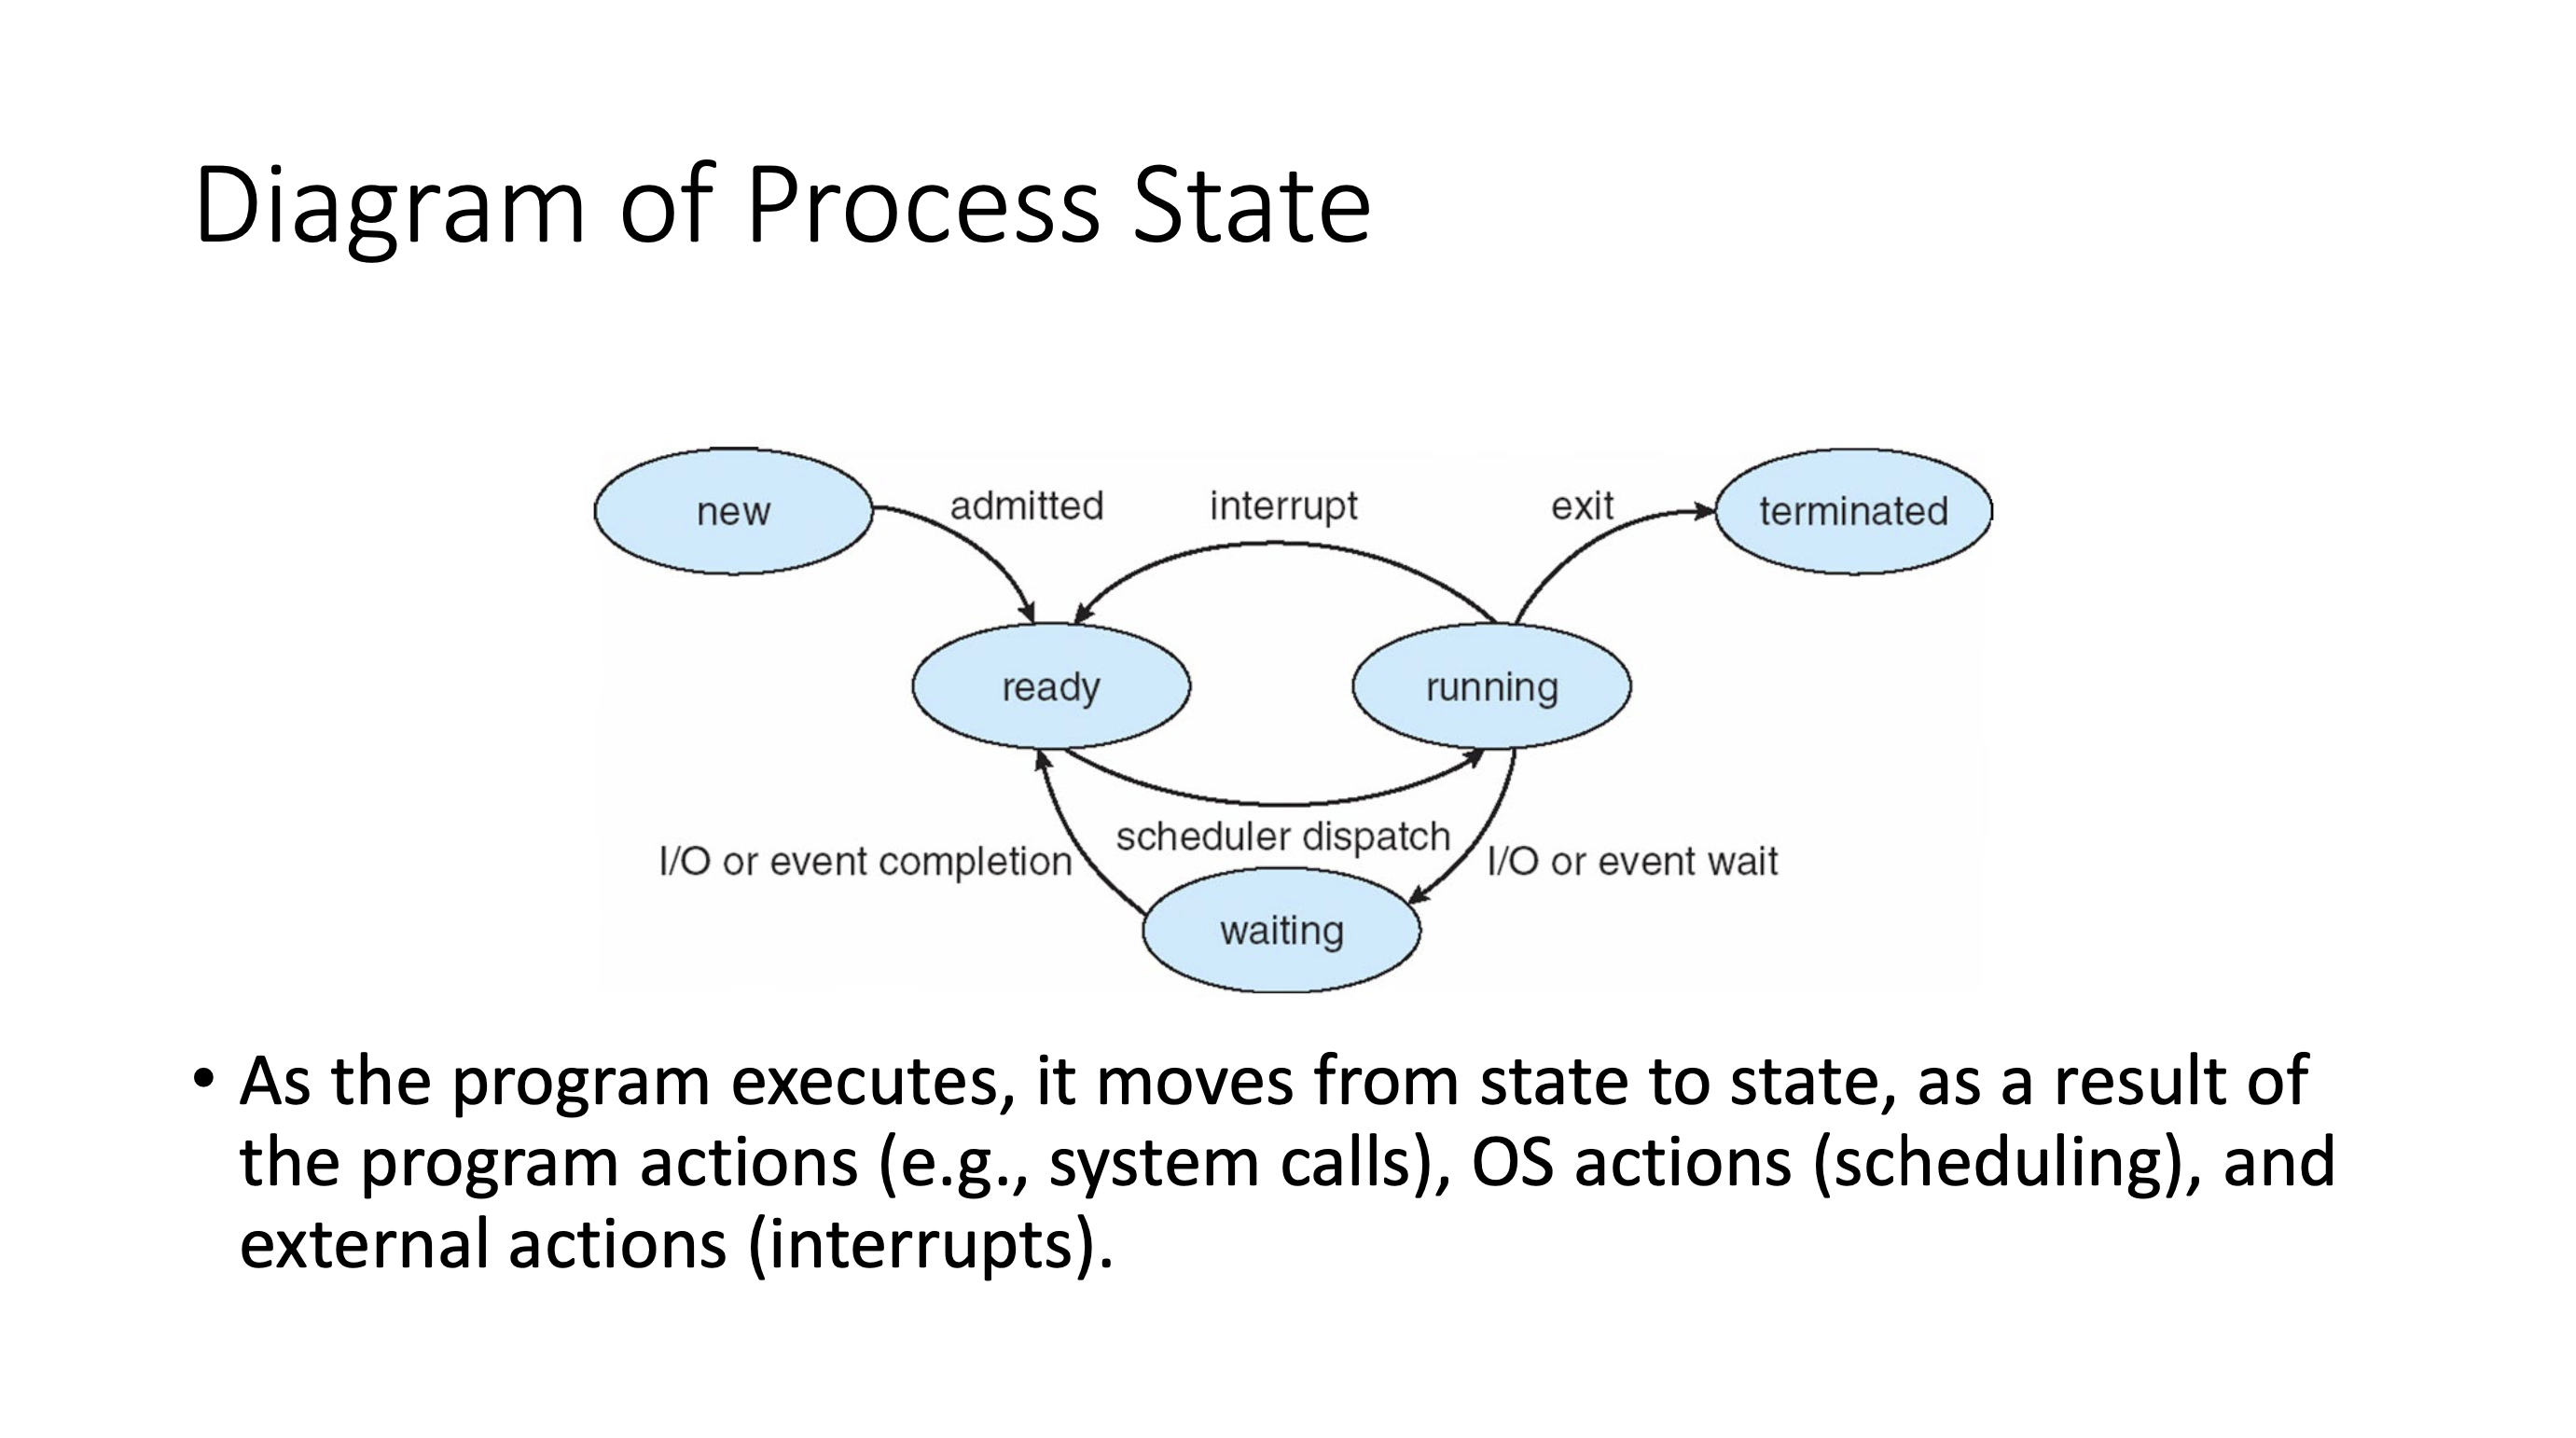 Diagram of Process State
new
admitted
interrupt
exit
terminated
ready
running
scheduler dispatch
I/O or event completion
I/O or event wait
waiting
• As the program executes, it moves from state to state, as a result of
the program actions (e.g., system calls), OS actions (scheduling), and
external actions (interrupts).